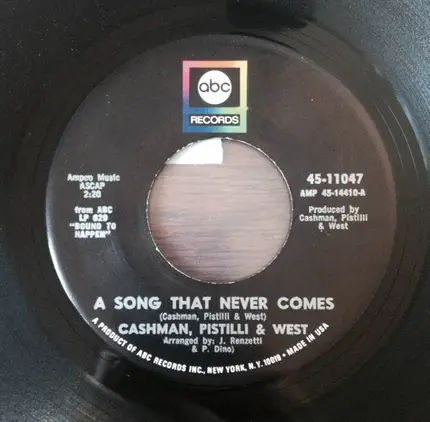 abc
RECORDS
Ampco Music
ASCAP
2:20
from ABC
LP 629
"BOUND TO
HAPPEN"
45-11047
AMP 45-14410-A
Produced by
Cashman, Pistilli
& West
A SONG THAT NEVER COMES
(Cashman, Pistilli & West)
CASHMAN, PISTILLI & WEST
Arranged by: J. Renzetti
& P. Dino)
A PRODUCT OF ABC RECORDS INC., NEW YORK, N.Y. 10019 • MADE IN USA